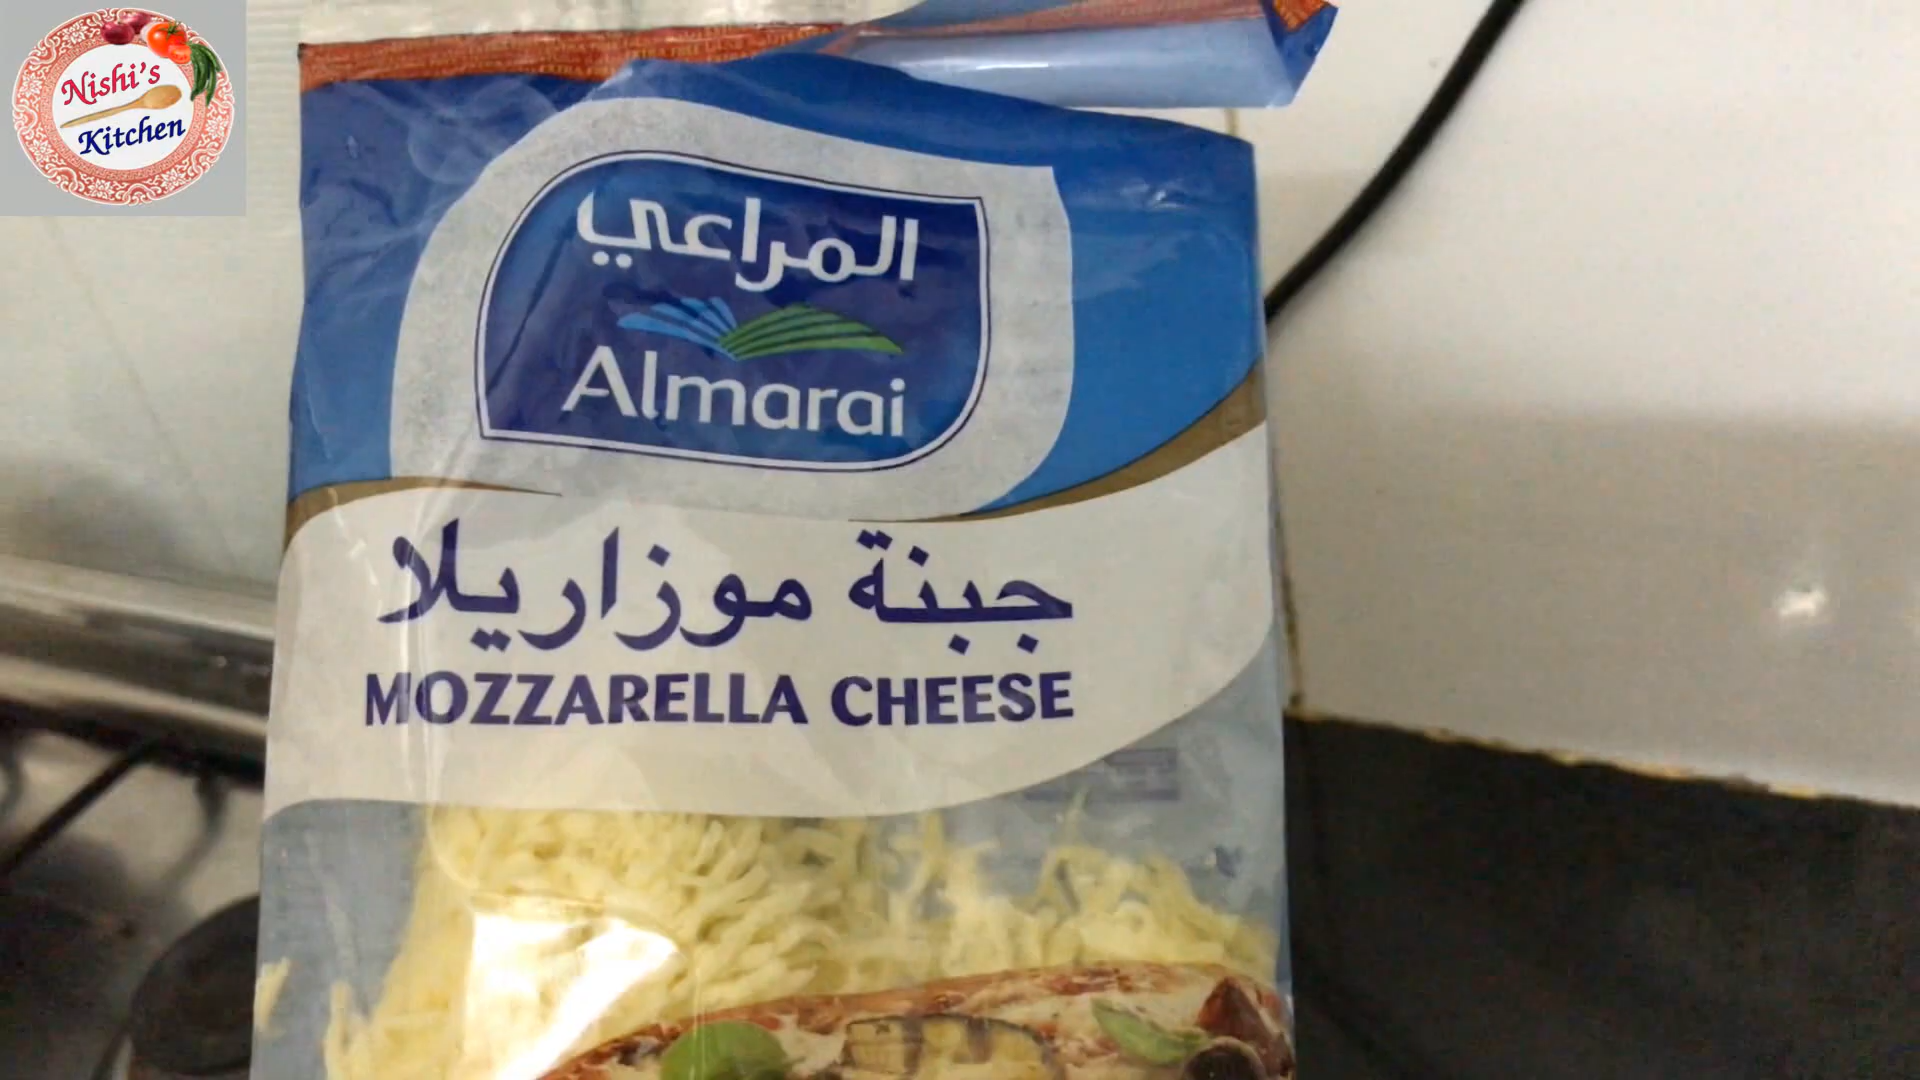 Nishi's
Kitchen
المراعي
Almarai
جبنة موزاريلا
MOZZARELLA CHEESE